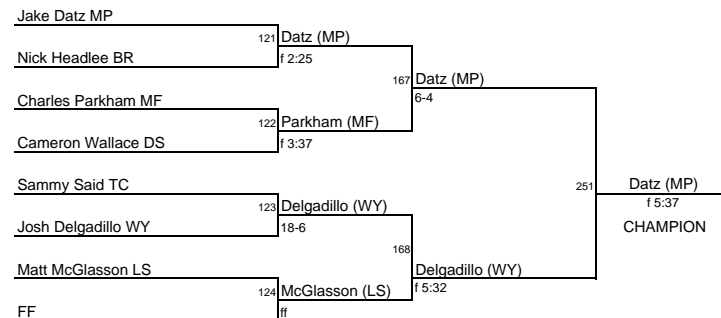 Jake Datz MP
121 Datz (MP)
Nick Headlee BR
f 2:25
167 Datz (MP)
6-4
Charles Parkham MF
122 Parkham (MF)
Cameron Wallace DS
f 3:37
Sammy Said TC
251 Datz (MP)
f 5:37
CHAMPION
123 Delgadillo (WY)
Josh Delgadillo WY
18-6
168
Delgadillo (WY)
f 5:32
Matt McGlasson LS
124 McGlasson (LS)
FF
ff